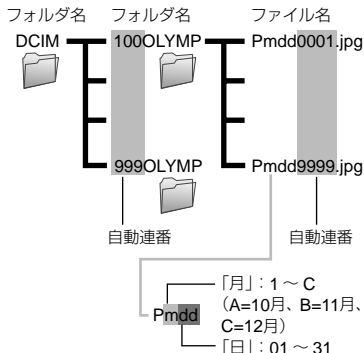 フォルダ名 フォルダ名 ファイル名
DCIM 100OLYMP Pmdd0001.jpg
999OLYMP Pmdd9999.jpg
自動連番 自動連番
Pmdd
「月」：1 ～ C
（A=10月、B=11月、
C=12月）
「日」：01 ～ 31